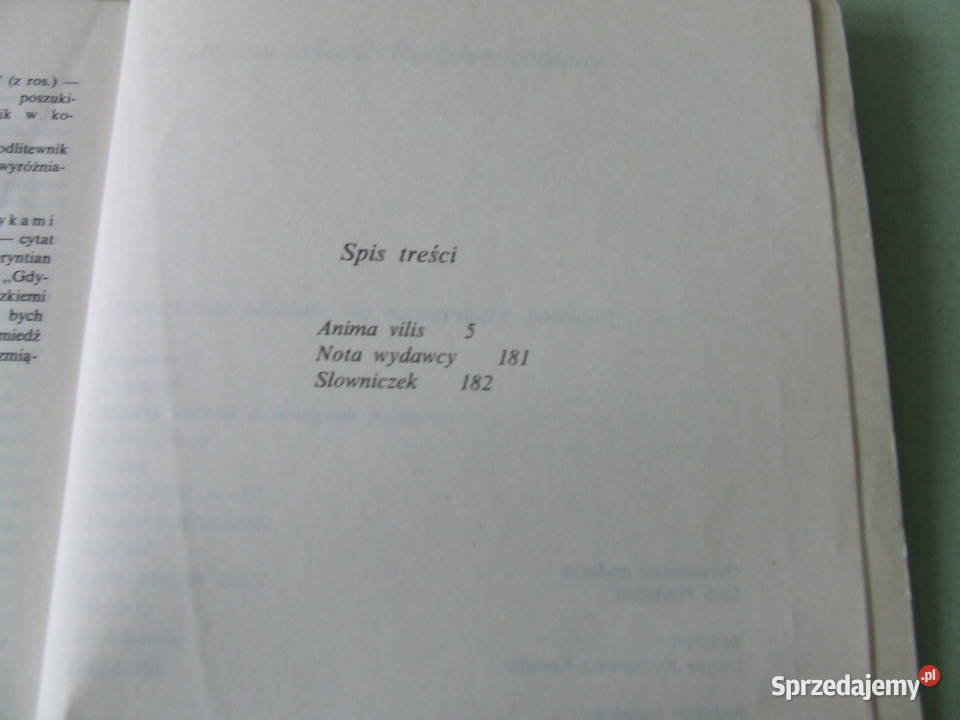 (z ros.) —
poszuki-
ik w ko-
odlitewnik
wyróżnia-
ykami
— cytat
ryntian
„Gdy-
zkiemi
bych
miedź
zmią-
Spis treści
Anima vilis 5
Nota wydawcy 181
Słowniczek 182
Sprzedajemy.pl